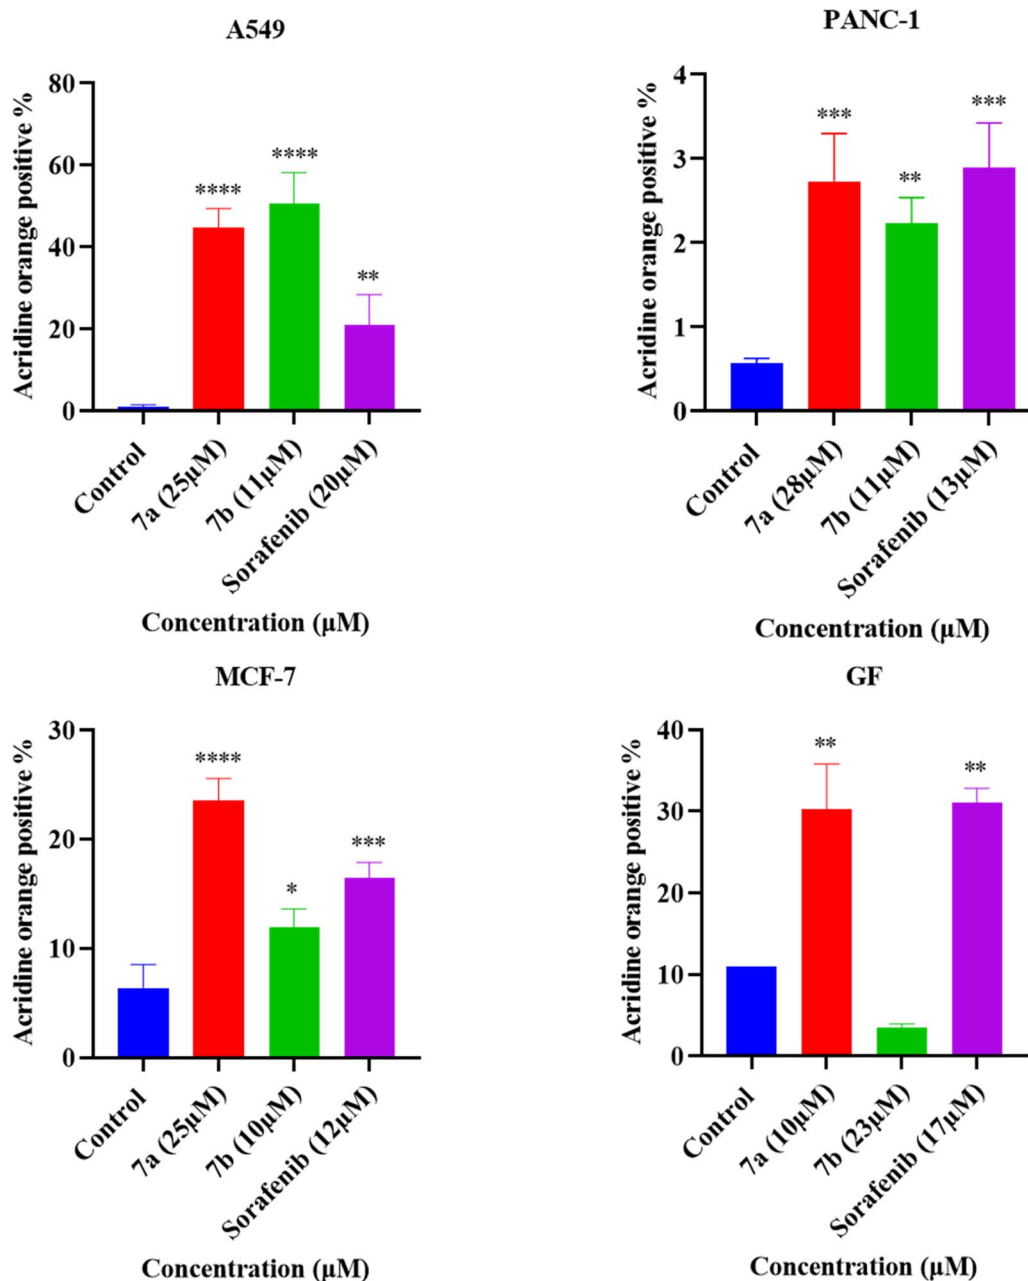 A549
Acridine orange positive %
80
60
40
20
0
****
****
**
Control
7a (25µM)
7b (11µM)
Sorafenib (20µM)
Concentration (µM)
PANC-1
Acridine orange positive %
4
3
2
1
0
***
**
***
Control
7a (28µM)
7b (11µM)
Sorafenib (13µM)
Concentration (µM)
MCF-7
Acridine orange positive %
30
20
10
0
****
*
***
Control
7a (25µM)
7b (10µM)
Sorafenib (12µM)
Concentration (µM)
GF
Acridine orange positive %
40
30
20
10
0
**
**
Control
7a (10µM)
7b (23µM)
Sorafenib (17µM)
Concentration (µM)